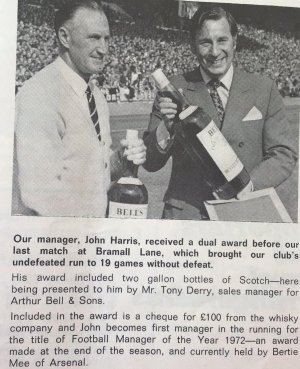 BELL'S
BELL'S
Our manager, John Harris, received a dual award before our
last match at Bramall Lane, which brought our club's
undefeated run to 19 games without defeat.
His award included two gallon bottles of Scotch—here
being presented to him by Mr. Tony Derry, sales manager for
Arthur Bell & Sons.
Included in the award is a cheque for £100 from the whisky
company and John becomes first manager in the running for
the title of Football Manager of the Year 1972—an award
made at the end of the season, and currently held by Bertie
Mee of Arsenal.